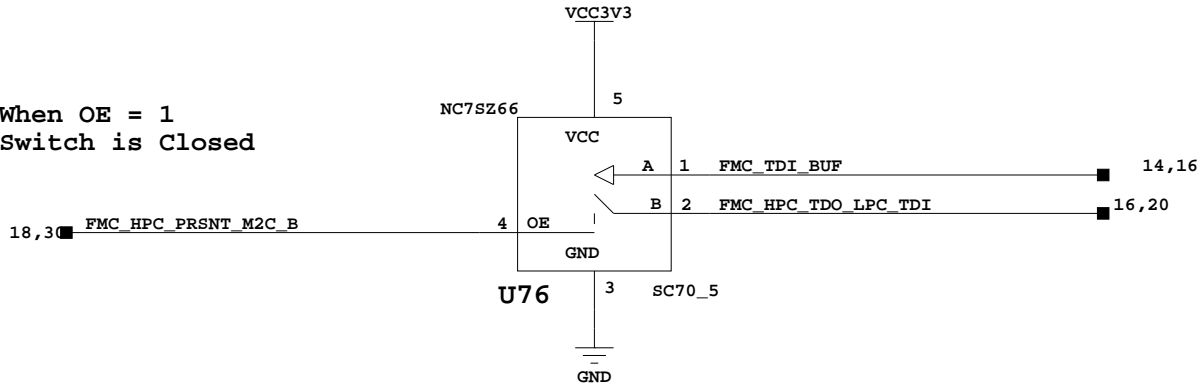 VCC3V3
5
NC7SZ66
When OE = 1
Switch is Closed
VCC
A 1 FMC_TDI_BUF 14,16
B 2 FMC_HPC_TDO_LPC_TDI 16,20
18,30 FMC_HPC_PRSNT_M2C_B 4 OE
GND
U76 3 SC70_5
GND